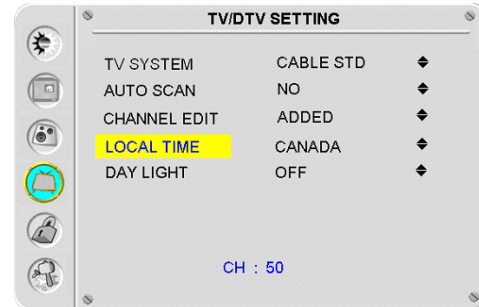 TV/DTV SETTING
TV SYSTEM CABLE STD
AUTO SCAN NO
CHANNEL EDIT ADDED
LOCAL TIME CANADA
DAY LIGHT OFF
CH : 50